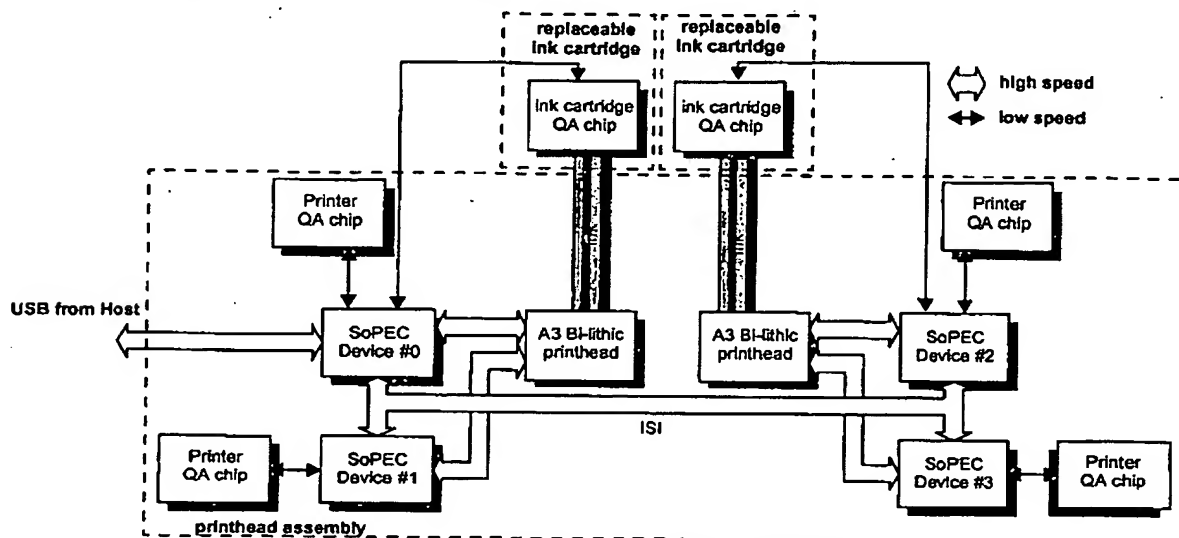 replaceable
ink cartridge
replaceable
ink cartridge
ink cartridge
QA chip
ink cartridge
QA chip
high speed
low speed
Printer
QA chip
Printer
QA chip
USB from Host
SoPEC
Device #0
A3 Bi-lithic
printhead
A3 Bi-lithic
printhead
SoPEC
Device #2
ISI
Printer
QA chip
SoPEC
Device #1
SoPEC
Device #3
Printer
QA chip
printhead assembly